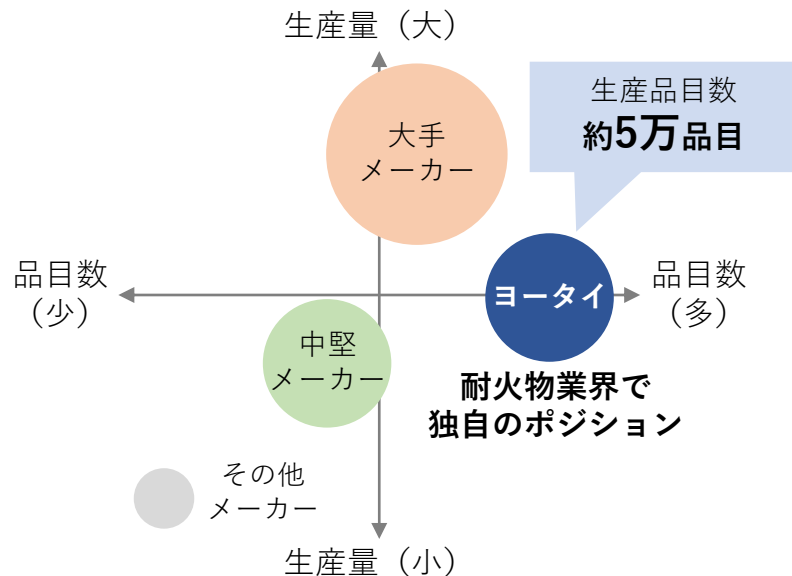 生産量（大）
生産品目数
約5万品目
大手
メーカー
品目数
（少）
ヨータイ
品目数
（多）
中堅
メーカー
耐火物業界で
独自のポジション
その他
メーカー
生産量（小）